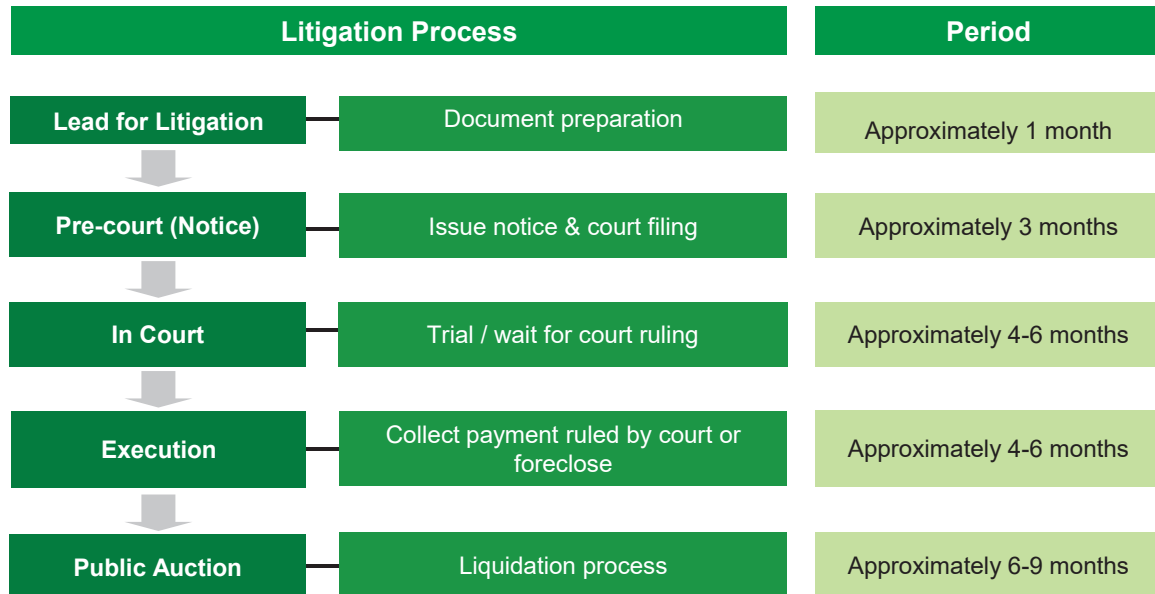 Litigation Process
Period
Lead for Litigation
Document preparation
Approximately 1 month
Pre-court (Notice)
Issue notice & court filing
Approximately 3 months
In Court
Trial / wait for court ruling
Approximately 4-6 months
Execution
Collect payment ruled by court or
foreclose
Approximately 4-6 months
Public Auction
Liquidation process
Approximately 6-9 months